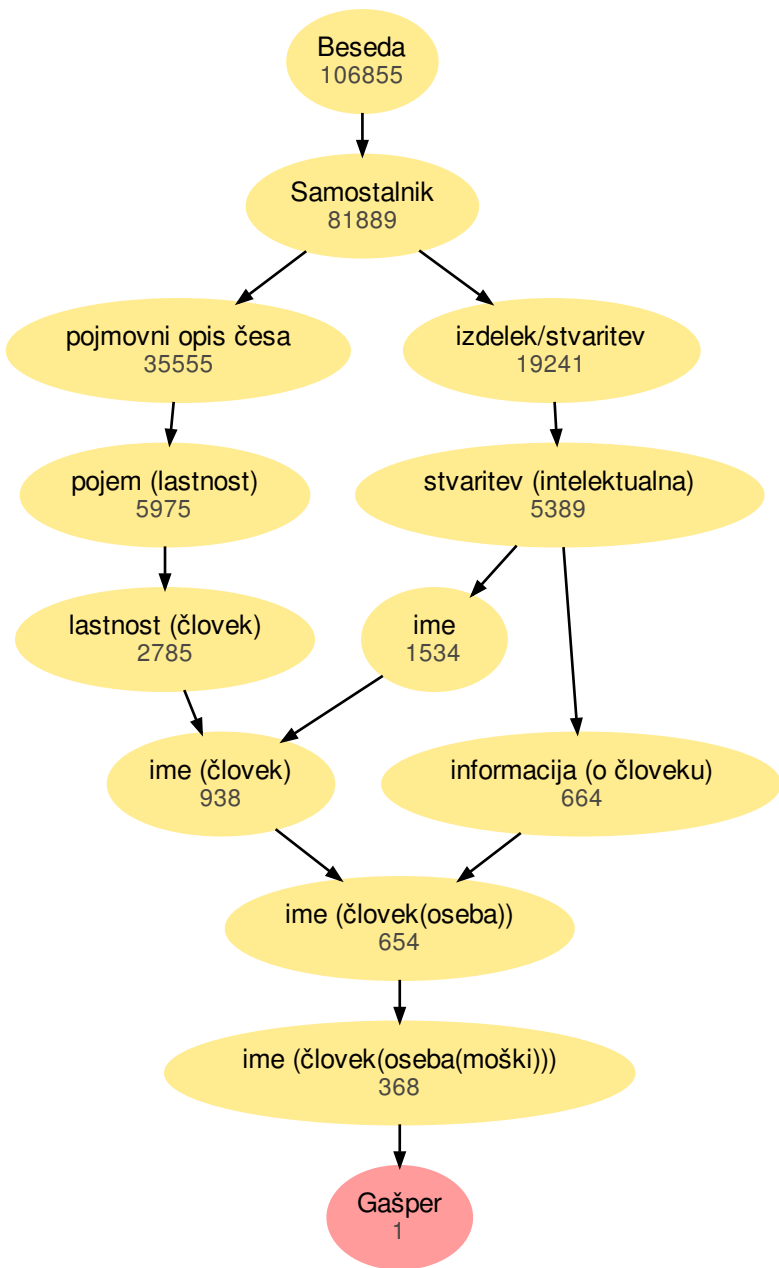 Beseda
106855
Samostalnik
81889
pojmovni opis česa
35555
izdelek/stvaritev
19241
pojem (lastnost)
5975
stvaritev (intelektualna)
5389
lastnost (človek)
2785
ime
1534
ime (človek)
938
informacija (o človeku)
664
ime (človek(oseba))
654
ime (človek(oseba(moški)))
368
Gašper
1